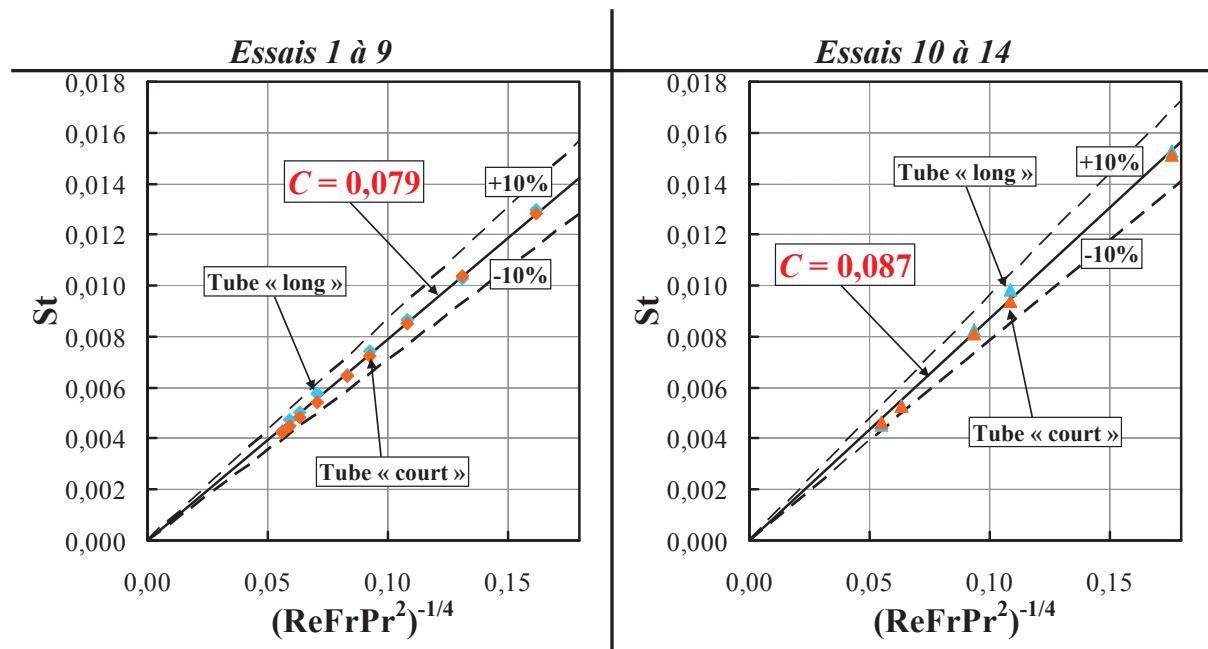 Essais 1 à 9
0,018
0,016
0,014
0,012
0,010
0,008
0,006
0,004
0,002
0,000
St
C = 0,079
+10%
-10%
Tube « long »
Tube « court »
0,00 0,05 0,10 0,15
(ReFrPr²)⁻¹/⁴
Essais 10 à 14
0,018
0,016
0,014
0,012
0,010
0,008
0,006
0,004
0,002
0,000
St
Tube « long »
+10%
C = 0,087
-10%
Tube « court »
0,00 0,05 0,10 0,15
(ReFrPr²)⁻¹/⁴